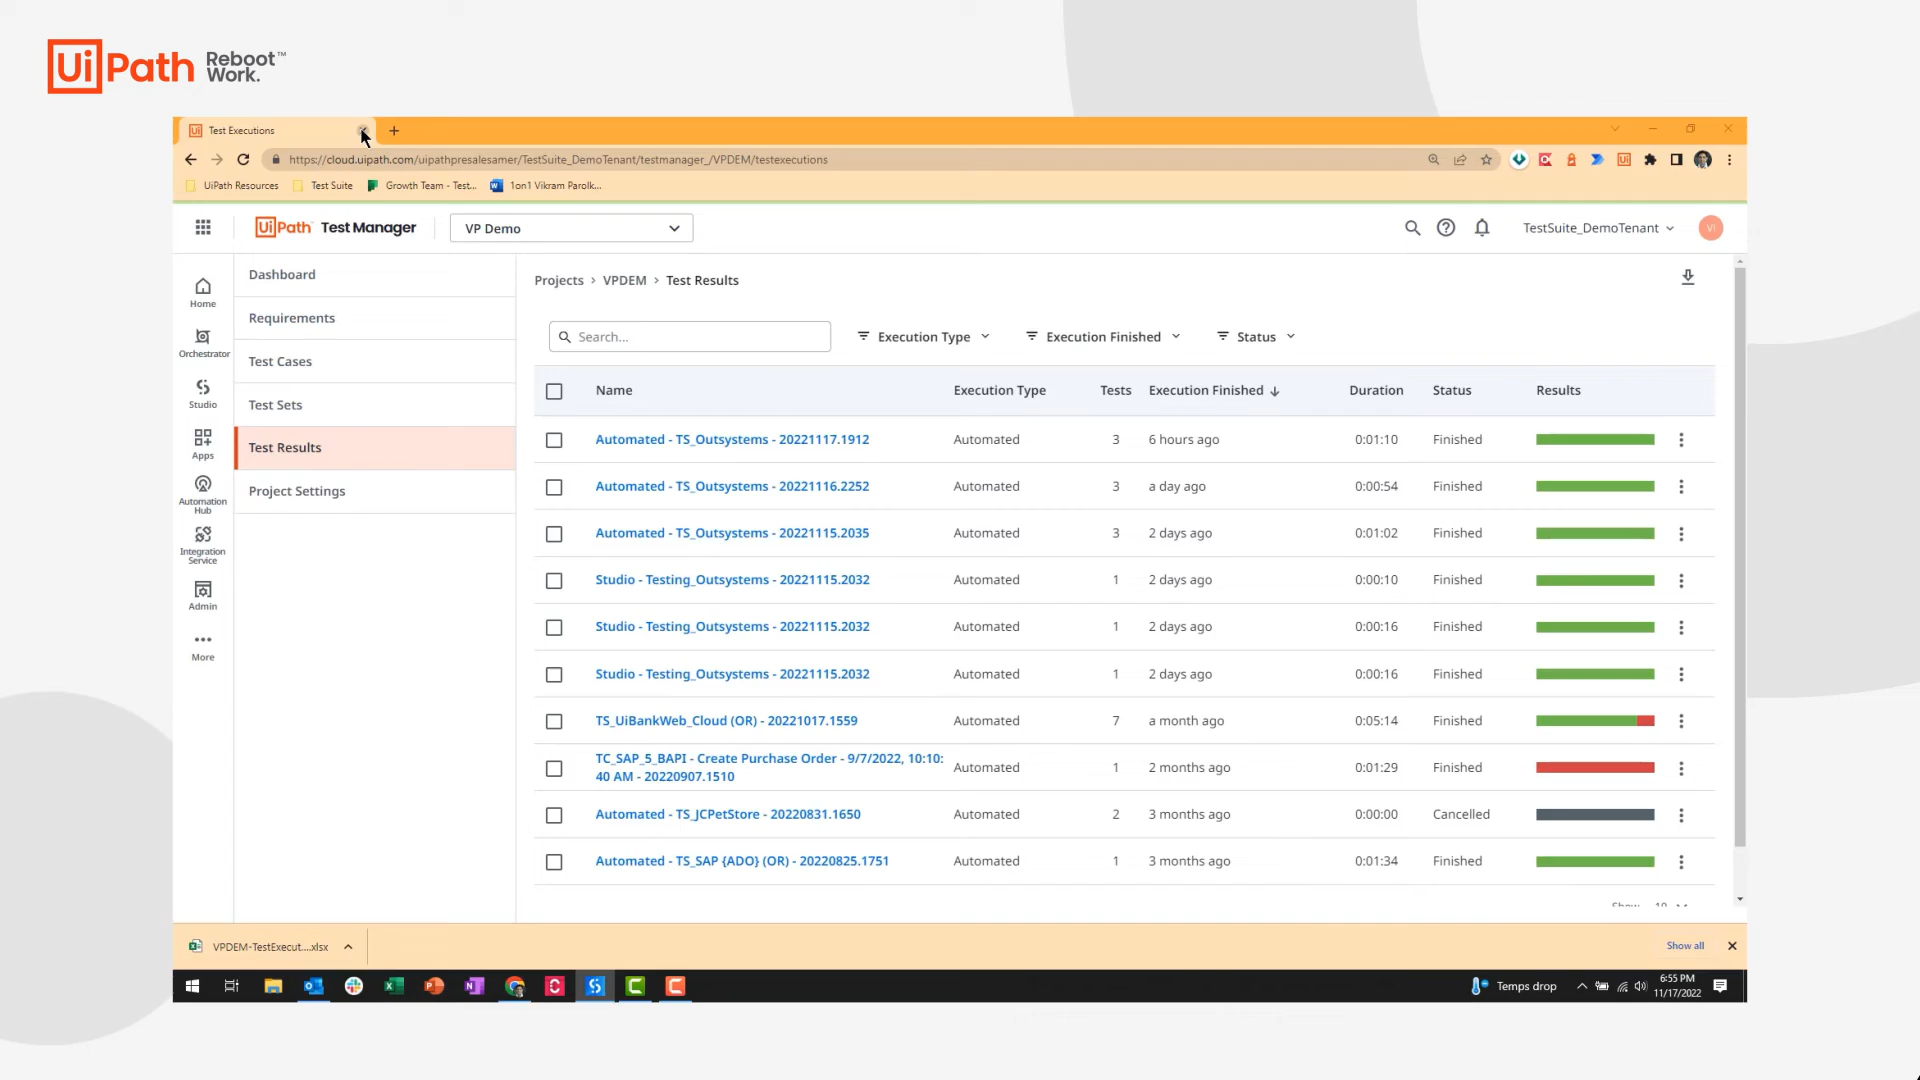 UiPath Reboot™
Work.
Ui Test Executions
https://cloud.uipath.com/uipathpresalesamer/TestSuite_DemoTenant/testmanager_/VPDEM/testexecutions
UiPath Resources
Test Suite
Growth Team - Test...
1on1 Vikram Parolk...
UiPath Test Manager
VP Demo
TestSuite_DemoTenant
VI
Home
Orchestrator
Studio
Apps
Automation
Hub
Integration
Service
Admin
More
Dashboard
Requirements
Test Cases
Test Sets
Test Results
Project Settings
Projects > VPDEM > Test Results
Search...
Execution Type
Execution Finished
Status
Name Execution Type Tests Execution Finished Duration Status Results
Automated - TS_Outsystems - 20221117.1912 Automated 3 6 hours ago 0:01:10 Finished
Automated - TS_Outsystems - 20221116.2252 Automated 3 a day ago 0:00:54 Finished
Automated - TS_Outsystems - 20221115.2035 Automated 3 2 days ago 0:01:02 Finished
Studio - Testing_Outsystems - 20221115.2032 Automated 1 2 days ago 0:00:10 Finished
Studio - Testing_Outsystems - 20221115.2032 Automated 1 2 days ago 0:00:16 Finished
Studio - Testing_Outsystems - 20221115.2032 Automated 1 2 days ago 0:00:16 Finished
TS_UiBankWeb_Cloud (OR) - 20221017.1559 Automated 7 a month ago 0:05:14 Finished
TC_SAP_5_BAPI - Create Purchase Order - 9/7/2022, 10:10:
40 AM - 20220907.1510 Automated 1 2 months ago 0:01:29 Finished
Automated - TS_JCPetStore - 20220831.1650 Automated 2 3 months ago 0:00:00 Cancelled
Automated - TS_SAP {ADO} (OR) - 20220825.1751 Automated 1 3 months ago 0:01:34 Finished
Show 10
VPDEM-TestExecut....xlsx
Show all
Temps drop
6:55 PM
11/17/2022